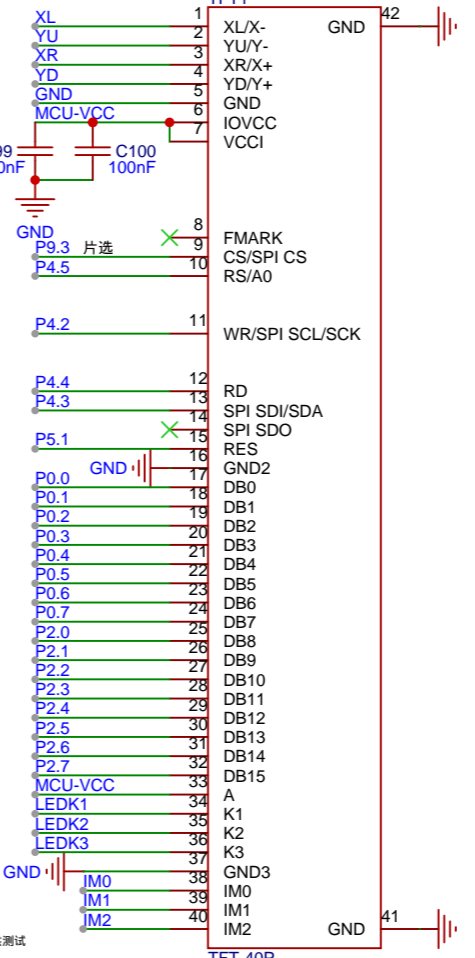 XL 1 XL/X- GND 42
YU 2 YU/Y-
XR 3 XR/X+
YD 4 YD/Y+
GND 5 GND
MCU-VCC 6 IOVCC
7 VCCI
C100
100nF
GND
8 FMARK
P9.3 片选 9 CS/SPI CS
P4.5 10 RS/A0
P4.2 11 WR/SPI SCL/SCK
P4.4 12 RD
P4.3 13 SPI SDI/SDA
14 SPI SDO
P5.1 15 RES
GND 16 GND2
P0.0 17 DB0
P0.1 18 DB1
P0.2 19 DB2
P0.3 20 DB3
P0.4 21 DB4
P0.5 22 DB5
P0.6 23 DB6
P0.7 24 DB7
P2.0 25 DB8
P2.1 26 DB9
P2.2 27 DB10
P2.3 28 DB11
P2.4 29 DB12
P2.5 30 DB13
P2.6 31 DB14
P2.7 32 DB15
MCU-VCC 33 A
LEDK1 34 K1
LEDK2 35 K2
LEDK3 36 K3
GND 37 GND3
IM0 38 IM0
IM1 39 IM1
IM2 40 IM2 GND 41
测试